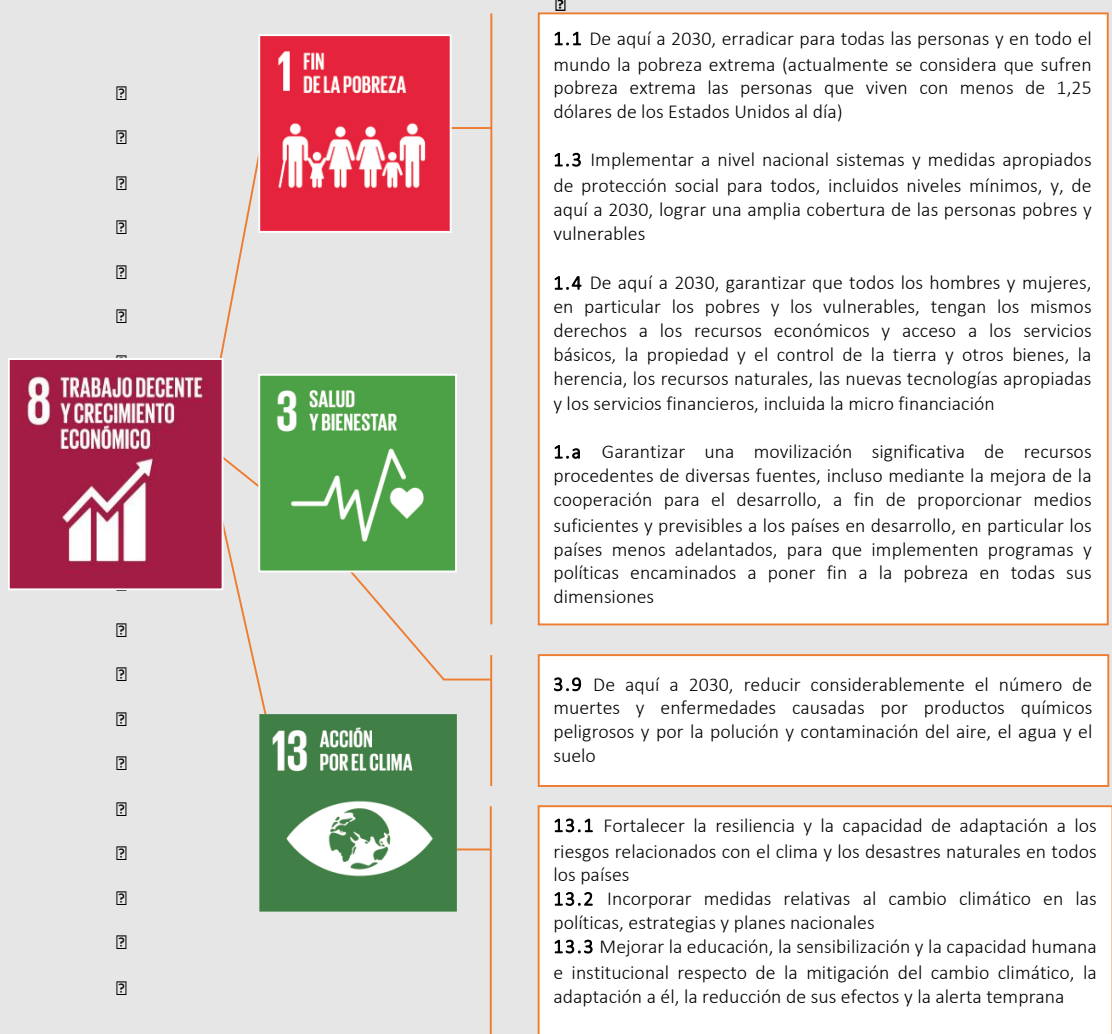 1 FIN
DE LA POBREZA
1.1 De aquí a 2030, erradicar para todas las personas y en todo el
mundo la pobreza extrema (actualmente se considera que sufren
pobreza extrema las personas que viven con menos de 1,25
dólares de los Estados Unidos al día)
1.3 Implementar a nivel nacional sistemas y medidas apropiados
de protección social para todos, incluidos niveles mínimos, y, de
aquí a 2030, lograr una amplia cobertura de las personas pobres y
vulnerables
1.4 De aquí a 2030, garantizar que todos los hombres y mujeres,
en particular los pobres y los vulnerables, tengan los mismos
derechos a los recursos económicos y acceso a los servicios
básicos, la propiedad y el control de la tierra y otros bienes, la
herencia, los recursos naturales, las nuevas tecnologías apropiadas
y los servicios financieros, incluida la micro financiación
1.a Garantizar una movilización significativa de recursos
procedentes de diversas fuentes, incluso mediante la mejora de la
cooperación para el desarrollo, a fin de proporcionar medios
suficientes y previsibles a los países en desarrollo, en particular los
países menos adelantados, para que implementen programas y
políticas encaminados a poner fin a la pobreza en todas sus
dimensiones
8 TRABAJO DECENTE
Y CRECIMIENTO
ECONÓMICO
3 SALUD
Y BIENESTAR
3.9 De aquí a 2030, reducir considerablemente el número de
muertes y enfermedades causadas por productos químicos
peligrosos y por la polución y contaminación del aire, el agua y el
suelo
13 ACCIÓN
POR EL CLIMA
13.1 Fortalecer la resiliencia y la capacidad de adaptación a los
riesgos relacionados con el clima y los desastres naturales en todos
los países
13.2 Incorporar medidas relativas al cambio climático en las
políticas, estrategias y planes nacionales
13.3 Mejorar la educación, la sensibilización y la capacidad humana
e institucional respecto de la mitigación del cambio climático, la
adaptación a él, la reducción de sus efectos y la alerta temprana